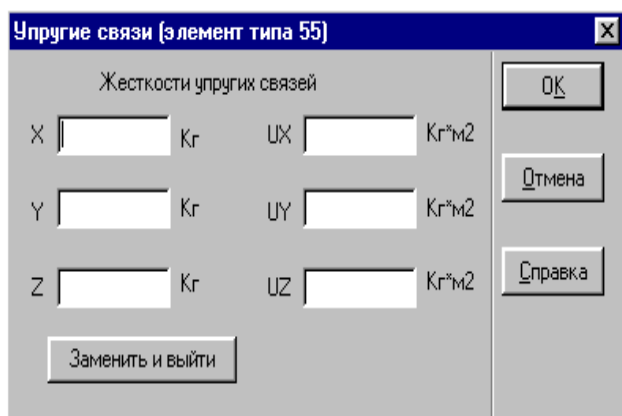 Упругие связи (элемент типа 55)
Жесткости упругих связей
X Кг UX Кг*м2
Y Кг UY Кг*м2
Z Кг UZ Кг*м2
Заменить и выйти
OK
Отмена
Справка